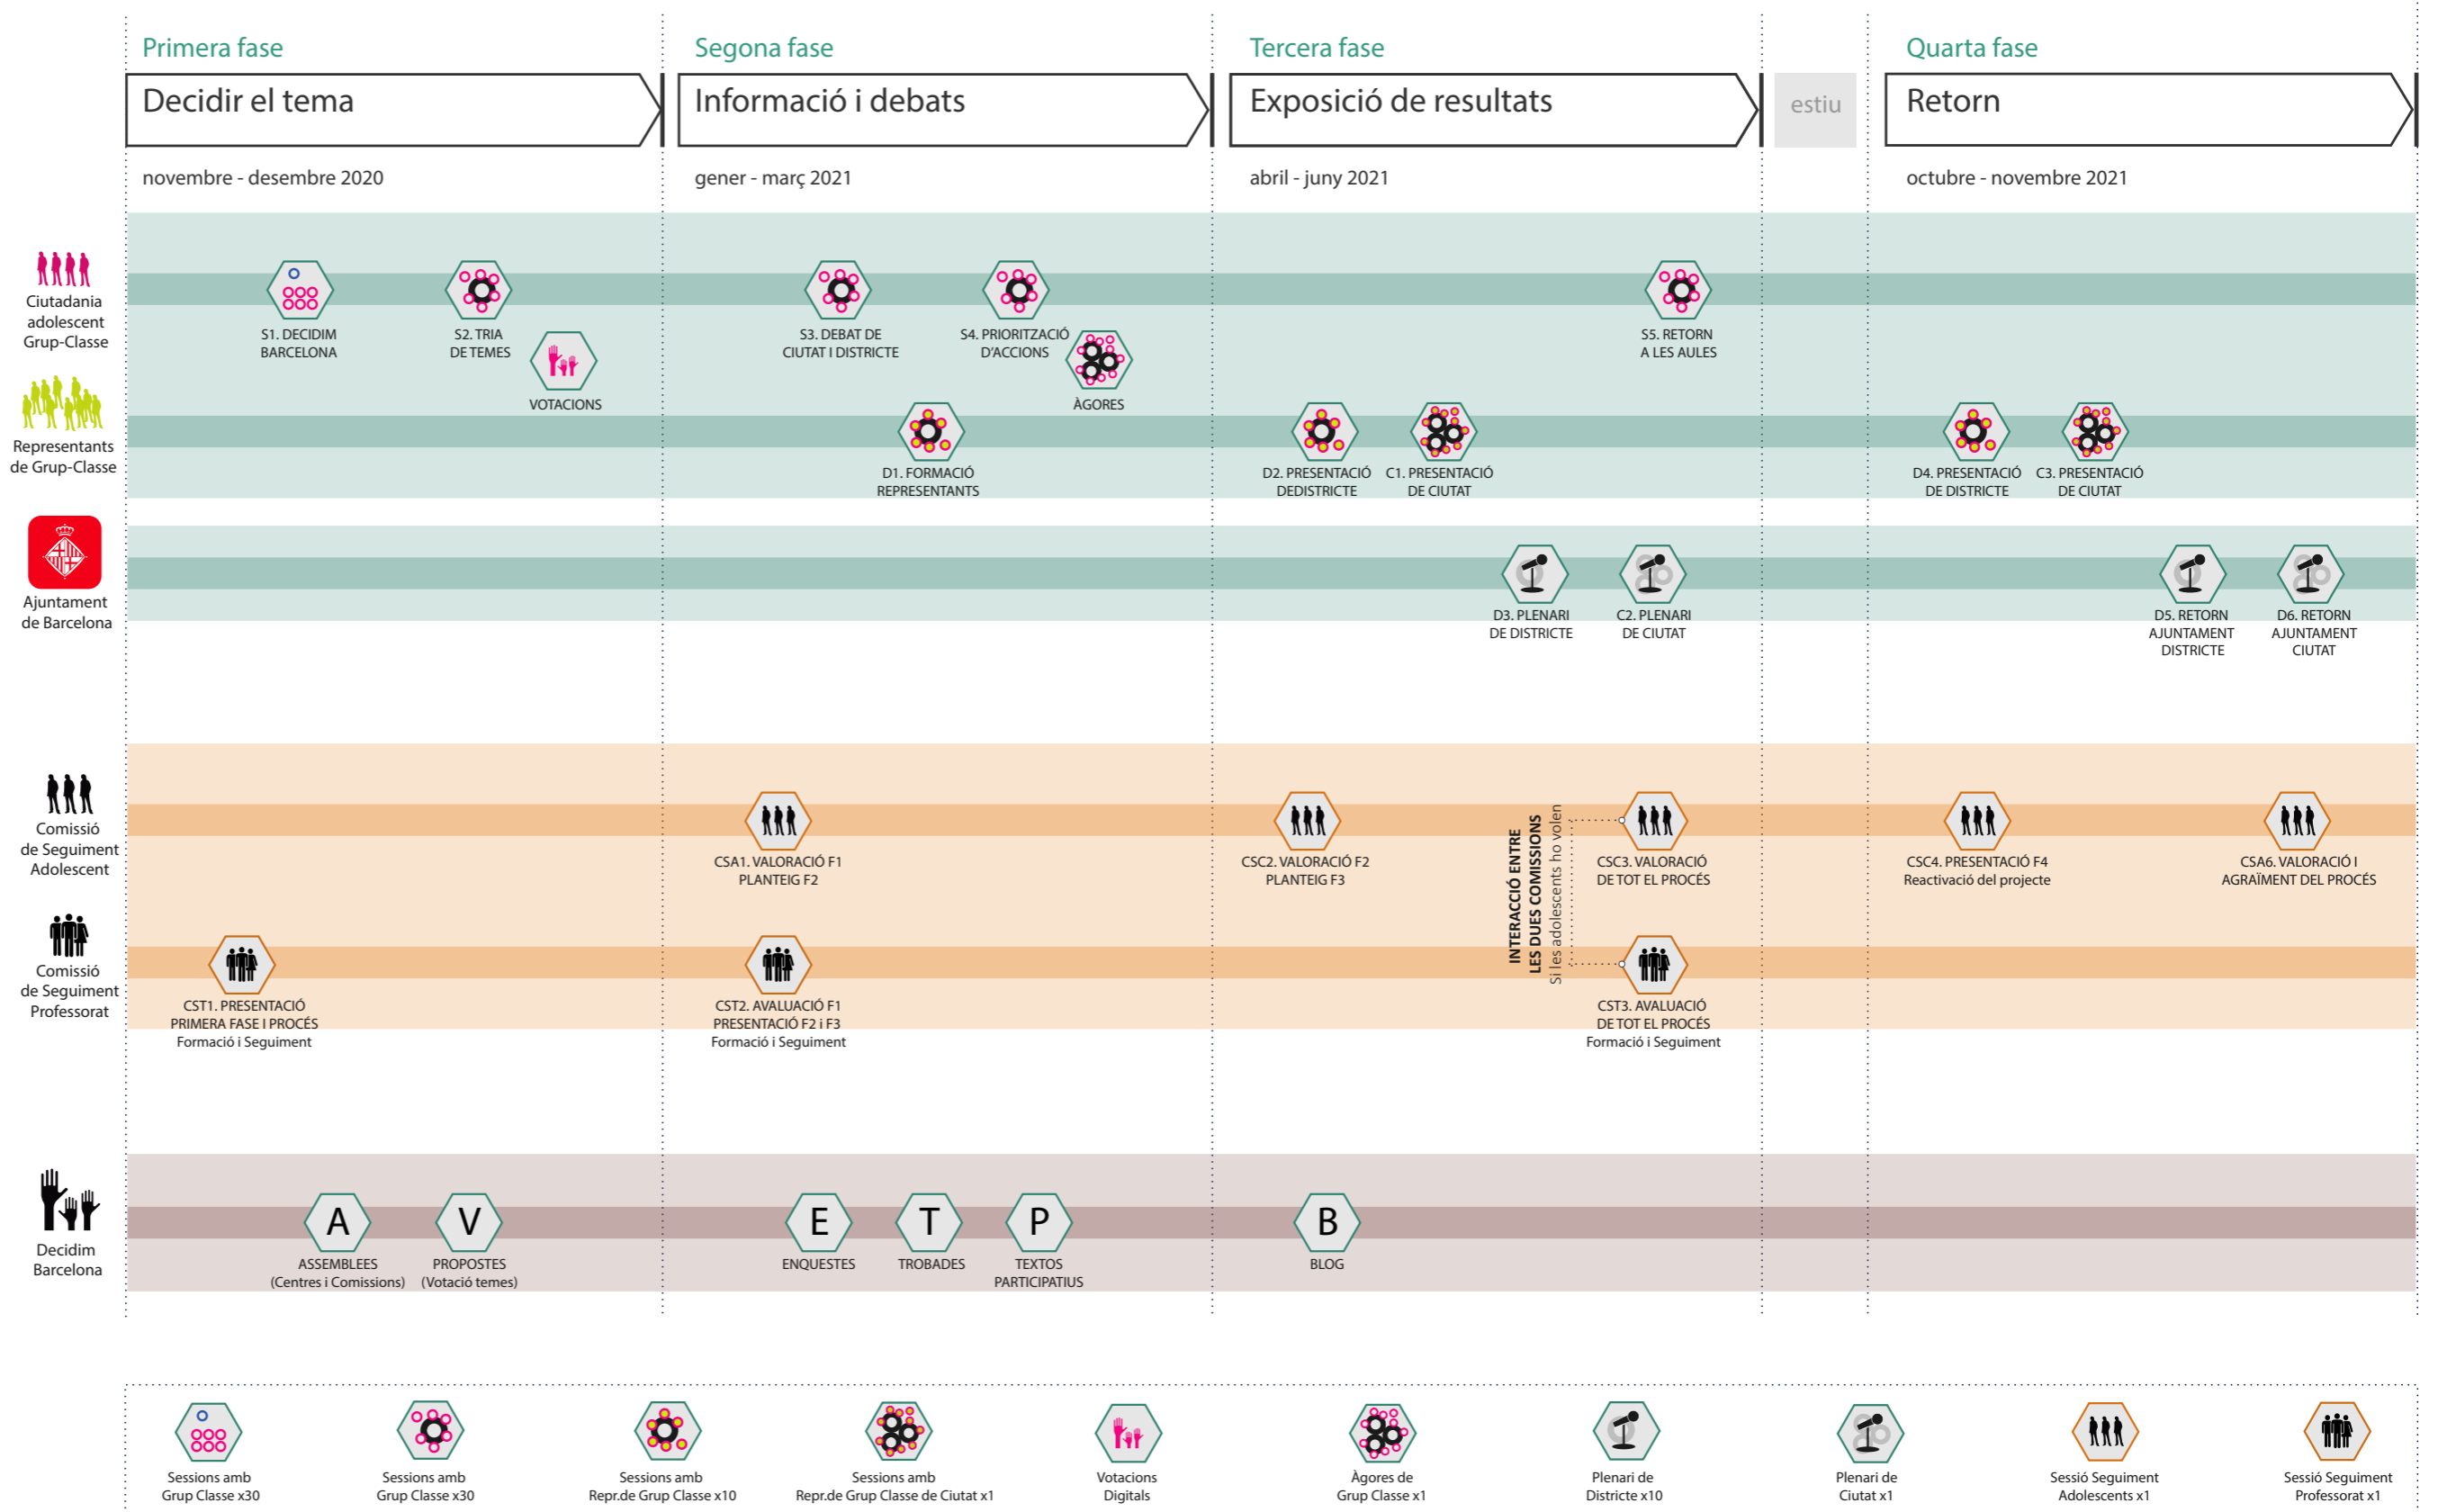 Primera fase
Segona fase
Tercera fase
Quarta fase
Decidir el tema
Informació i debats
Exposició de resultats
estiu
Retorn
novembre - desembre 2020
gener - març 2021
abril - juny 2021
octubre - novembre 2021
Ciutadania
adolescent
Grup-Classe
S1. DECIDIM
BARCELONA
S2. TRIA
DE TEMES
VOTACIONS
S3. DEBAT DE
CIUTAT I DISTRICTE
S4. PRIORITZACIÓ
D'ACCIONS
ÀGORES
S5. RETORN
A LES AULES
Representants
de Grup-Classe
D1. FORMACIÓ
REPRESENTANTS
D2. PRESENTACIÓ
DEDISTRICTE
C1. PRESENTACIÓ
DE CIUTAT
D4. PRESENTACIÓ
DE DISTRICTE
C3. PRESENTACIÓ
DE CIUTAT
Ajuntament
de Barcelona
D3. PLENARI
DE DISTRICTE
C2. PLENARI
DE CIUTAT
D5. RETORN
AJUNTAMENT
DISTRICTE
D6. RETORN
AJUNTAMENT
CIUTAT
Comissió
de Seguiment
Adolescent
CSA1. VALORACIÓ F1
PLANTEIG F2
CSC2. VALORACIÓ F2
PLANTEIG F3
INTERACCIÓ ENTRE
LES DUES COMISSIONS
Si les adolescents ho volen
CSC3. VALORACIÓ
DE TOT EL PROCÉS
CSC4. PRESENTACIÓ F4
Reactivació del projecte
CSA6. VALORACIÓ I
AGRAÏMENT DEL PROCÉS
Comissió
de Seguiment
Professorat
CST1. PRESENTACIÓ
PRIMERA FASE I PROCÉS
Formació i Seguiment
CST2. AVALUACIÓ F1
PRESENTACIÓ F2 i F3
Formació i Seguiment
CST3. AVALUACIÓ
DE TOT EL PROCÉS
Formació i Seguiment
Decidim
Barcelona
A
ASSEMBLEES
(Centres i Comissions)
V
PROPOSTES
(Votació temes)
E
ENQUESTES
T
TROBADES
P
TEXTOS
PARTICIPATIUS
B
BLOG
Sessions amb
Grup Classe x30
Sessions amb
Grup Classe x30
Sessions amb
Repr.de Grup Classe x10
Sessions amb
Repr.de Grup Classe de Ciutat x1
Votacions
Digitals
Àgores de
Grup Classe x1
Plenari de
Districte x10
Plenari de
Ciutat x1
Sessió Seguiment
Adolescents x1
Sessió Seguiment
Professorat x1